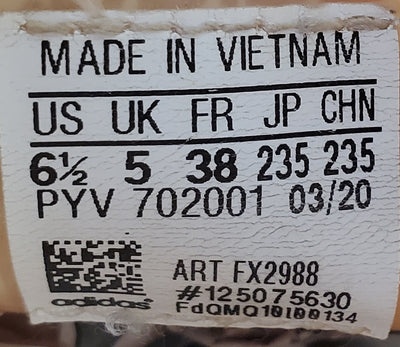 MADE IN VIETNAM
US UK FR JP CHN
6½ 5 38 235 235
PYV 702001 03/20
ART FX2988
#125075630
adidas FdQMQ10100134